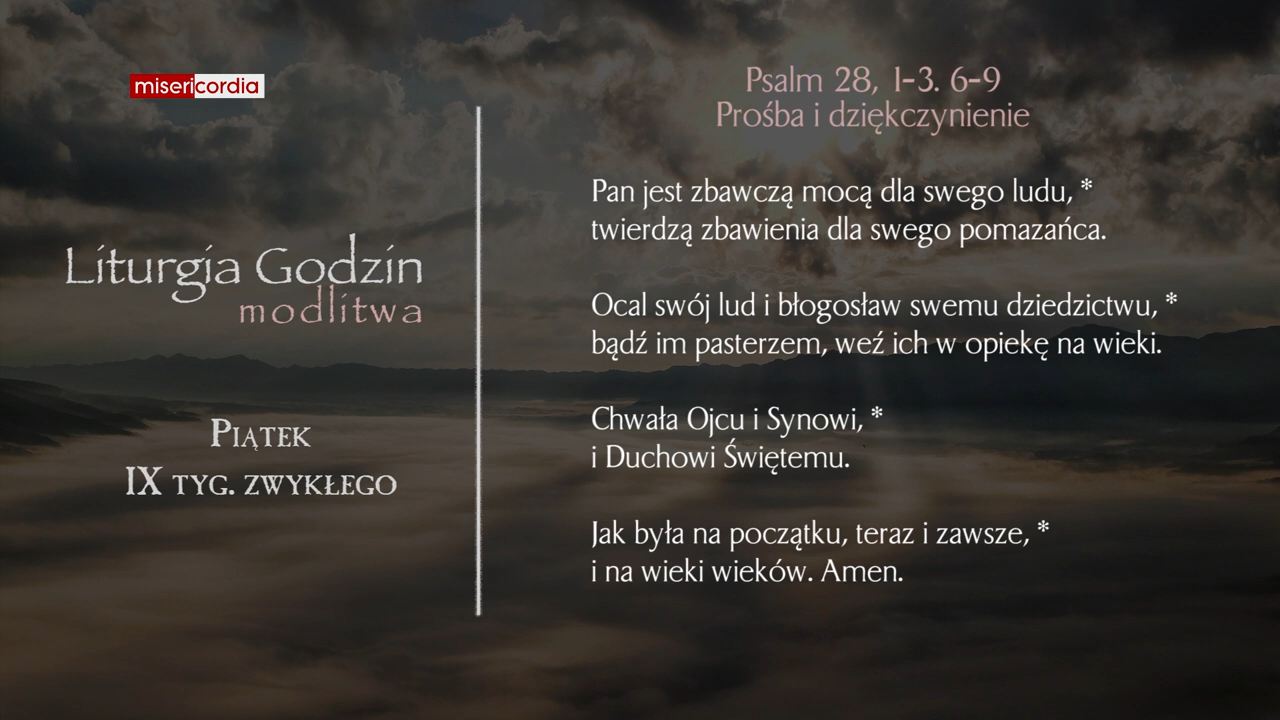 misericordia
Liturgia Godzin
modlitwa
Piątek
IX tyg. zwykłego
Psalm 28, 1-3. 6-9
Prośba i dziękczynienie
Pan jest zbawczą mocą dla swego ludu, *
twierdzą zbawienia dla swego pomazańca.
Ocal swój lud i błogosław swemu dziedzictwu, *
bądź im pasterzem, weź ich w opiekę na wieki.
Chwała Ojcu i Synowi, *
i Duchowi Świętemu.
Jak była na początku, teraz i zawsze, *
i na wieki wieków. Amen.